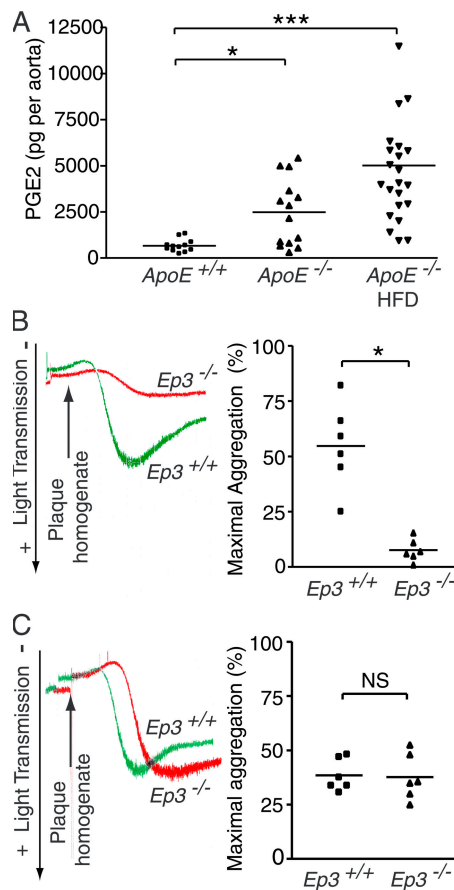 A
PGE2 (pg per aorta)
12500
10000
7500
5000
2500
0
***
*
ApoE +/+
ApoE -/-
ApoE -/-
HFD
B
+ Light Transmission -
Plaque
homogenate
Ep3 -/-
Ep3 +/+
Maximal Aggregation (%)
100
75
50
25
0
*
Ep3 +/+
Ep3 -/-
C
+ Light Transmission -
Plaque
homogenate
Ep3 +/+
Ep3 -/-
Maximal aggregation (%)
100
75
50
25
0
NS
Ep3 +/+
Ep3 -/-